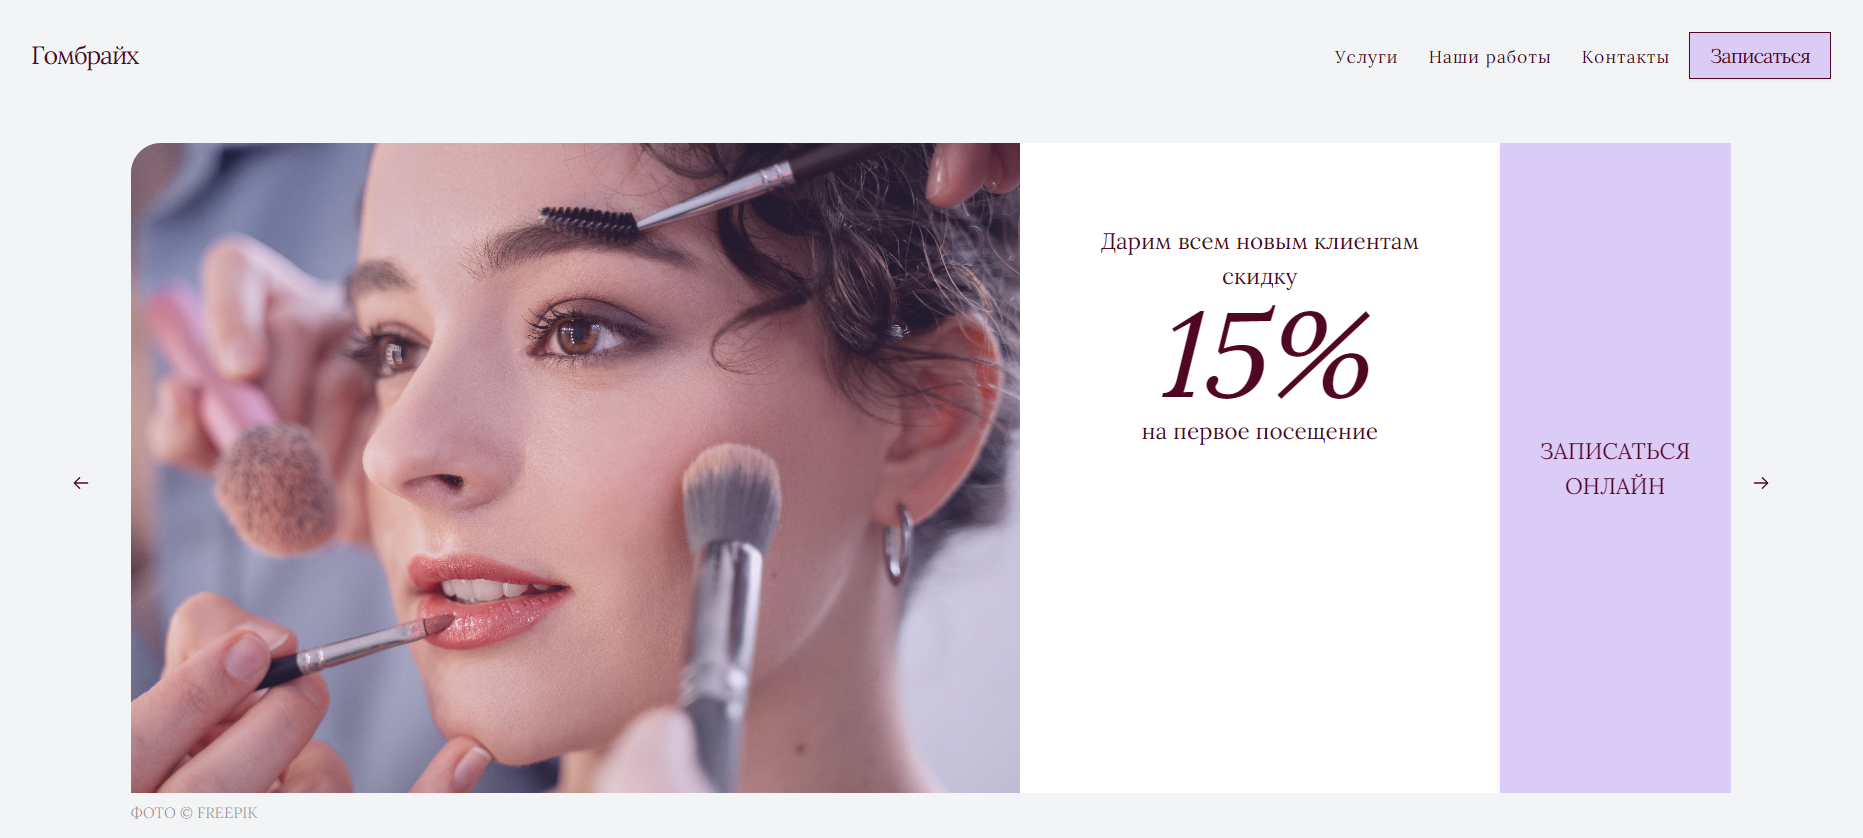 Гомбрайх
Услуги
Наши работы
Контакты
Записаться
Дарим всем новым клиентам
скидку
15%
на первое посещение
ЗАПИСАТЬСЯ
ОНЛАЙН
ФОТО © FREEPIK